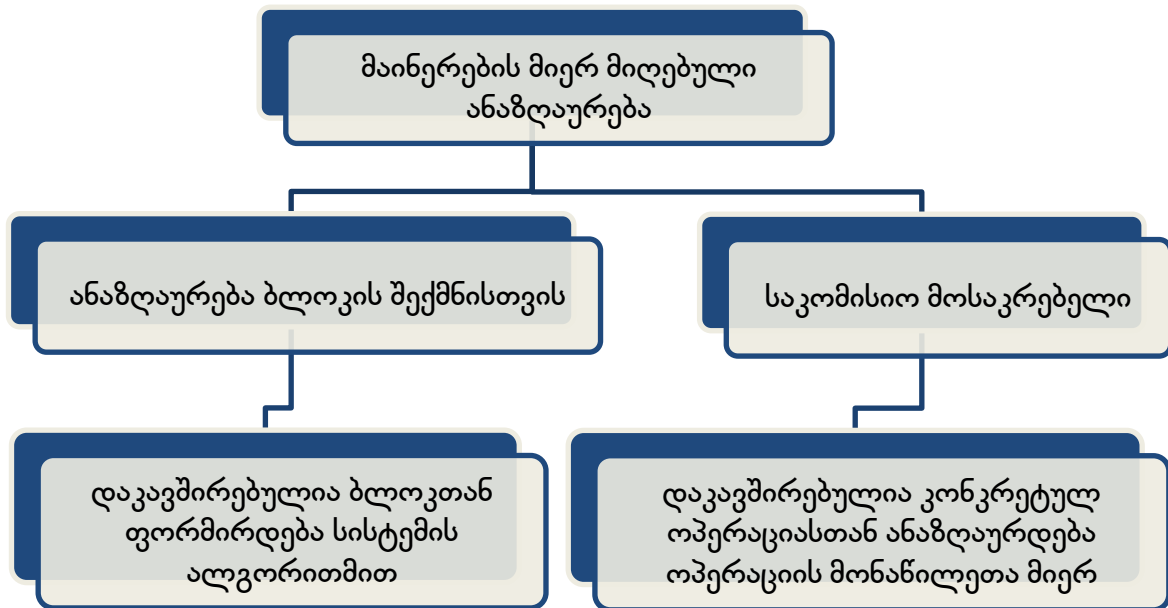 მაინერების მიერ მიღებული
ანაზღაურება
ანაზღაურება ბლოკის შექმნისთვის
საკომისიო მოსაკრებელი
დაკავშირებულია ბლოკთან
ფორმირდება სისტემის
ალგორითმით
დაკავშირებულია კონკრეტულ
ოპერაციასთან ანაზღაურდება
ოპერაციის მონაწილეთა მიერ